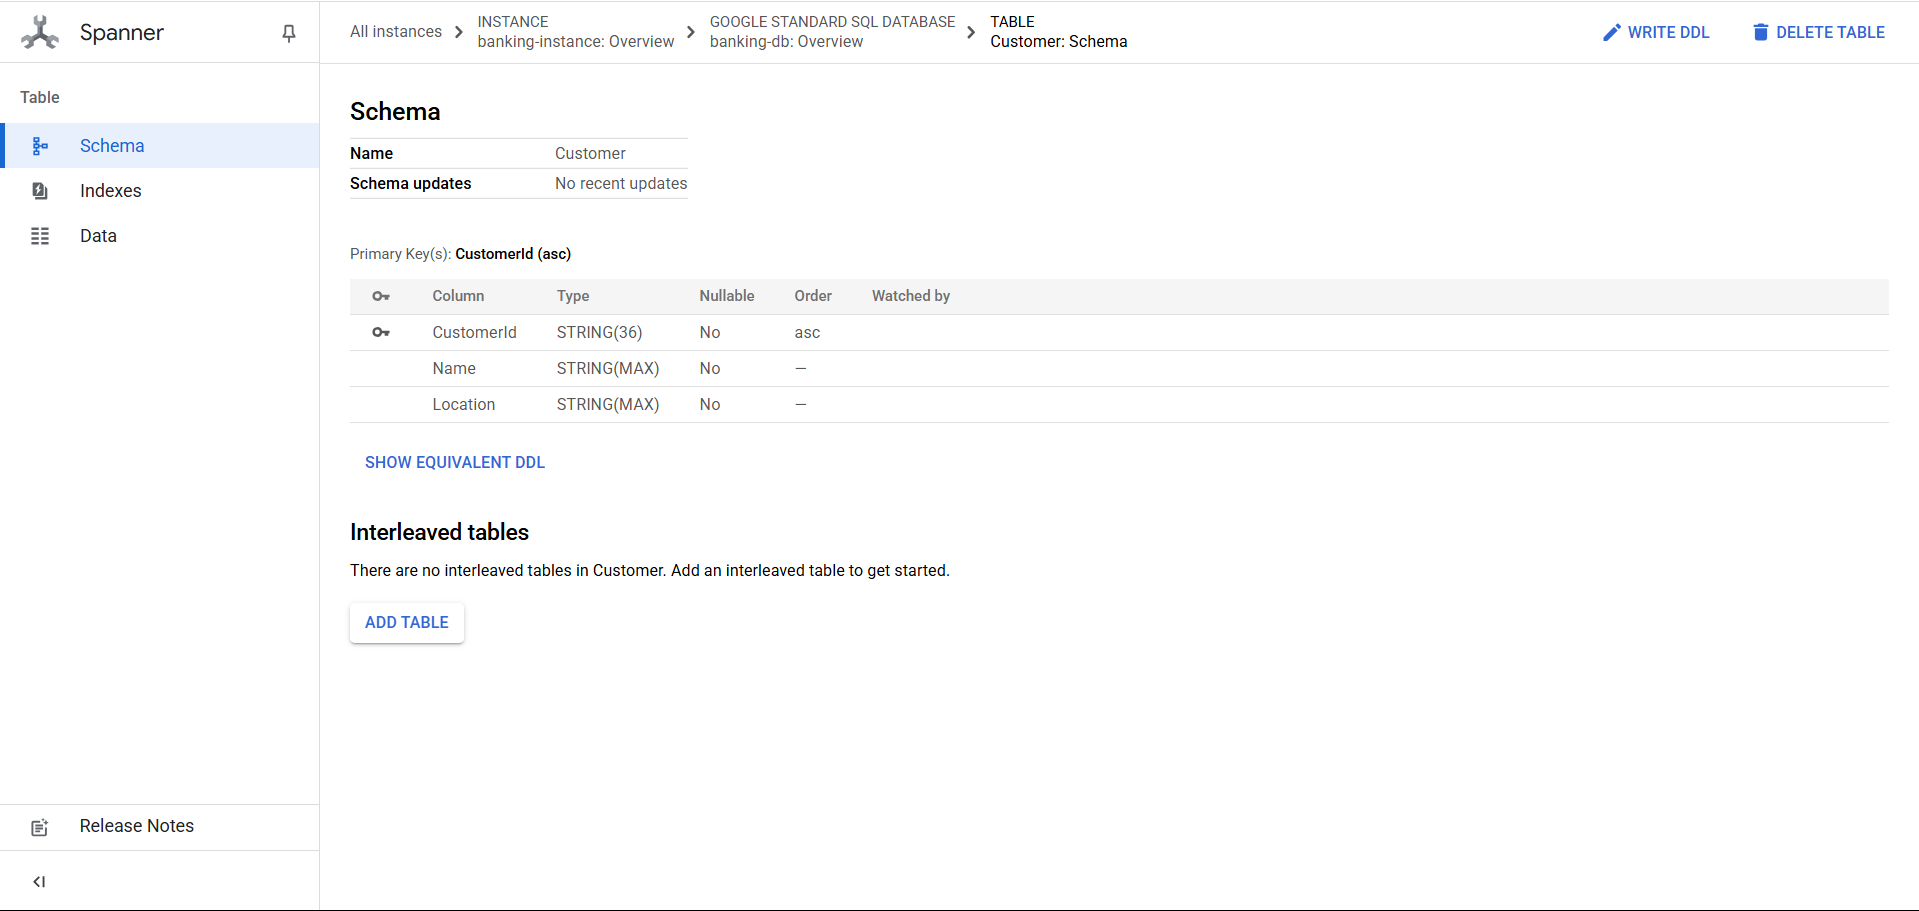 Spanner
All instances
INSTANCE
banking-instance: Overview
GOOGLE STANDARD SQL DATABASE
banking-db: Overview
TABLE
Customer: Schema
WRITE DDL
DELETE TABLE
Table
Schema
Indexes
Data
Release Notes
Schema
Name Customer
Schema updates No recent updates
Primary Key(s): CustomerId (asc)
Column Type Nullable Order Watched by
CustomerId STRING(36) No asc
Name STRING(MAX) No —
Location STRING(MAX) No —
SHOW EQUIVALENT DDL
Interleaved tables
There are no interleaved tables in Customer. Add an interleaved table to get started.
ADD TABLE